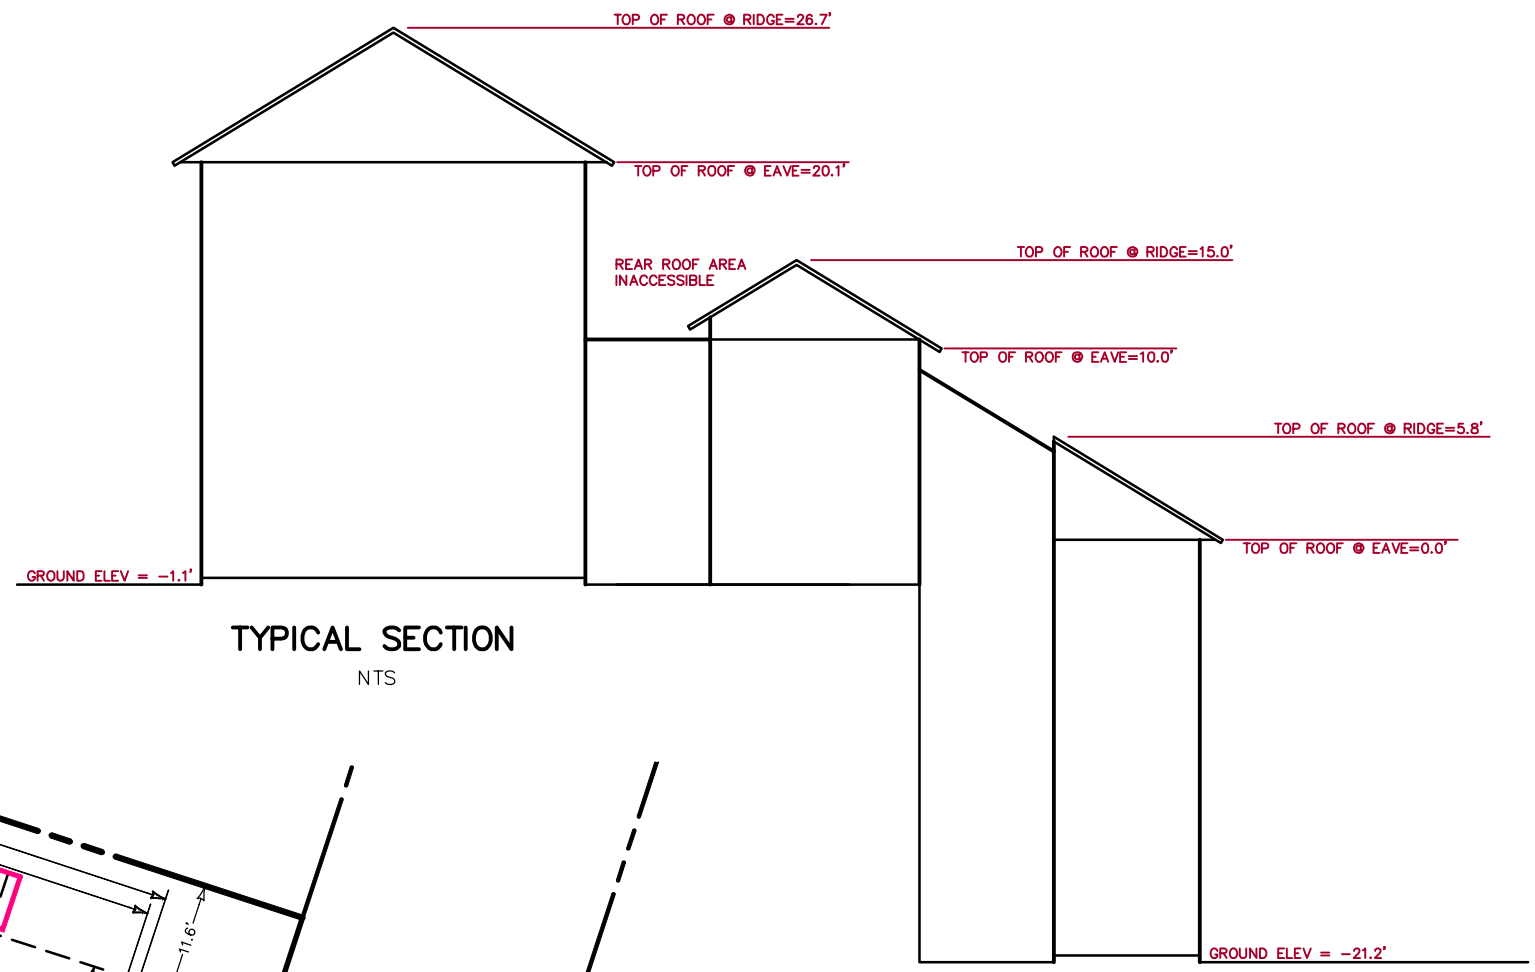 TOP OF ROOF @ RIDGE=26.7'
TOP OF ROOF @ EAVE=20.1'
TOP OF ROOF @ RIDGE=15.0'
REAR ROOF AREA
INACCESSIBLE
TOP OF ROOF @ EAVE=10.0'
TOP OF ROOF @ RIDGE=5.8'
TOP OF ROOF @ EAVE=0.0'
GROUND ELEV = -1.1'
TYPICAL SECTION
NTS
11.6'
GROUND ELEV = -21.2'